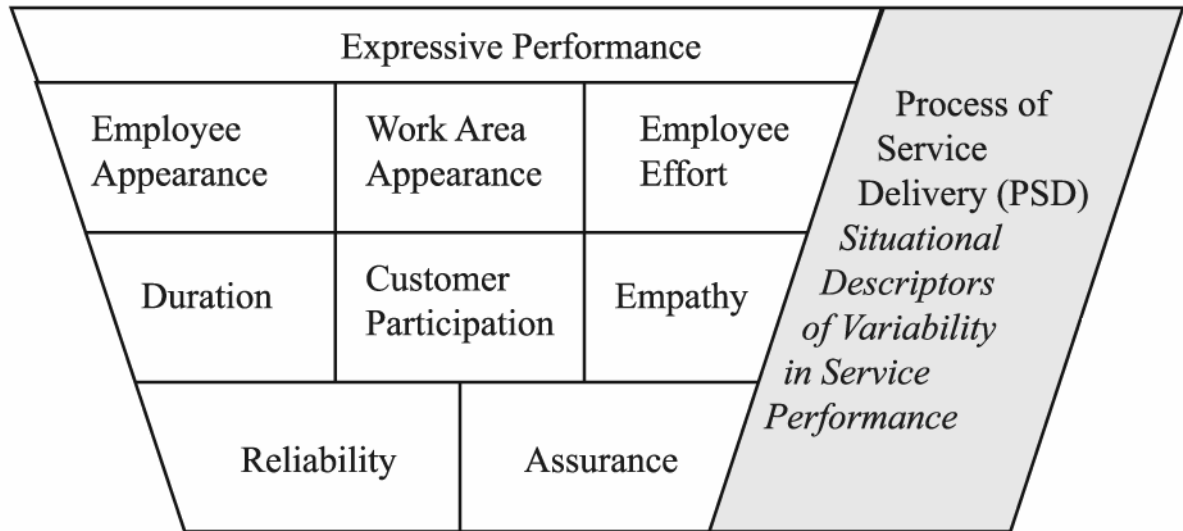 Expressive Performance
Employee
Appearance
Work Area
Appearance
Employee
Effort
Duration
Customer
Participation
Empathy
Reliability
Assurance
Process of
Service
Delivery (PSD)
Situational
Descriptors
of Variability
in Service
Performance